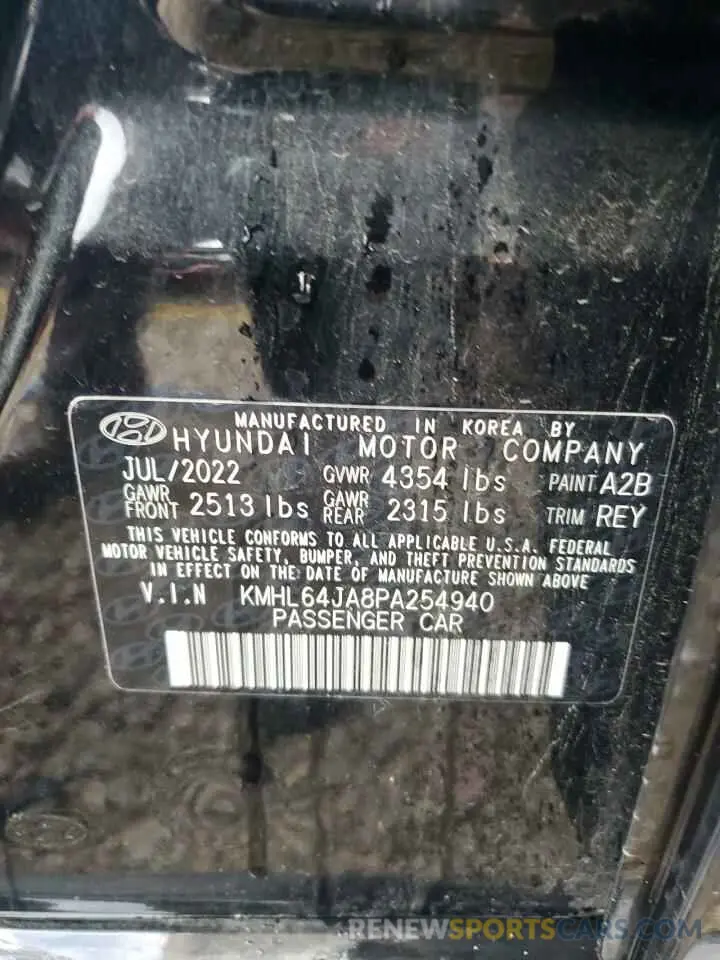 MANUFACTURED IN KOREA BY
HYUNDAI MOTOR COMPANY
JUL/2022 GVWR 4354 lbs PAINT A2B
GAWR FRONT 2513 lbs GAWR REAR 2315 lbs TRIM REY
THIS VEHICLE CONFORMS TO ALL APPLICABLE U.S.A. FEDERAL
MOTOR VEHICLE SAFETY, BUMPER, AND THEFT PREVENTION STANDARDS
IN EFFECT ON THE DATE OF MANUFACTURE SHOWN ABOVE
V.I.N KMHL64JA8PA254940
PASSENGER CAR
RENEWSPORTSCARS.COM